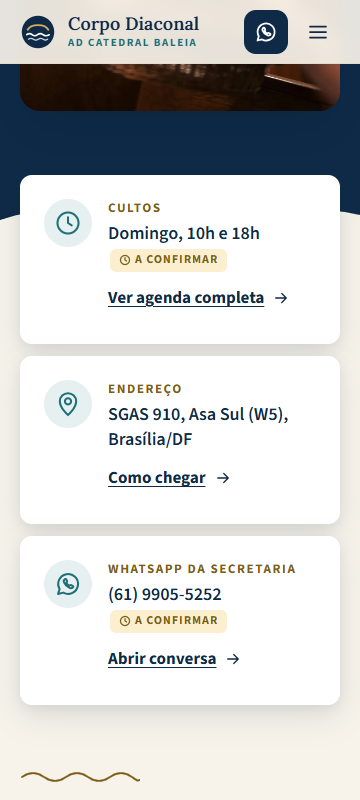 Corpo Diaconal
AD CATEDRAL BALEIA
CULTOS
Domingo, 10h e 18h
A CONFIRMAR
Ver agenda completa →
ENDEREÇO
SGAS 910, Asa Sul (W5),
Brasília/DF
Como chegar →
WHATSAPP DA SECRETARIA
(61) 9905-5252
A CONFIRMAR
Abrir conversa →